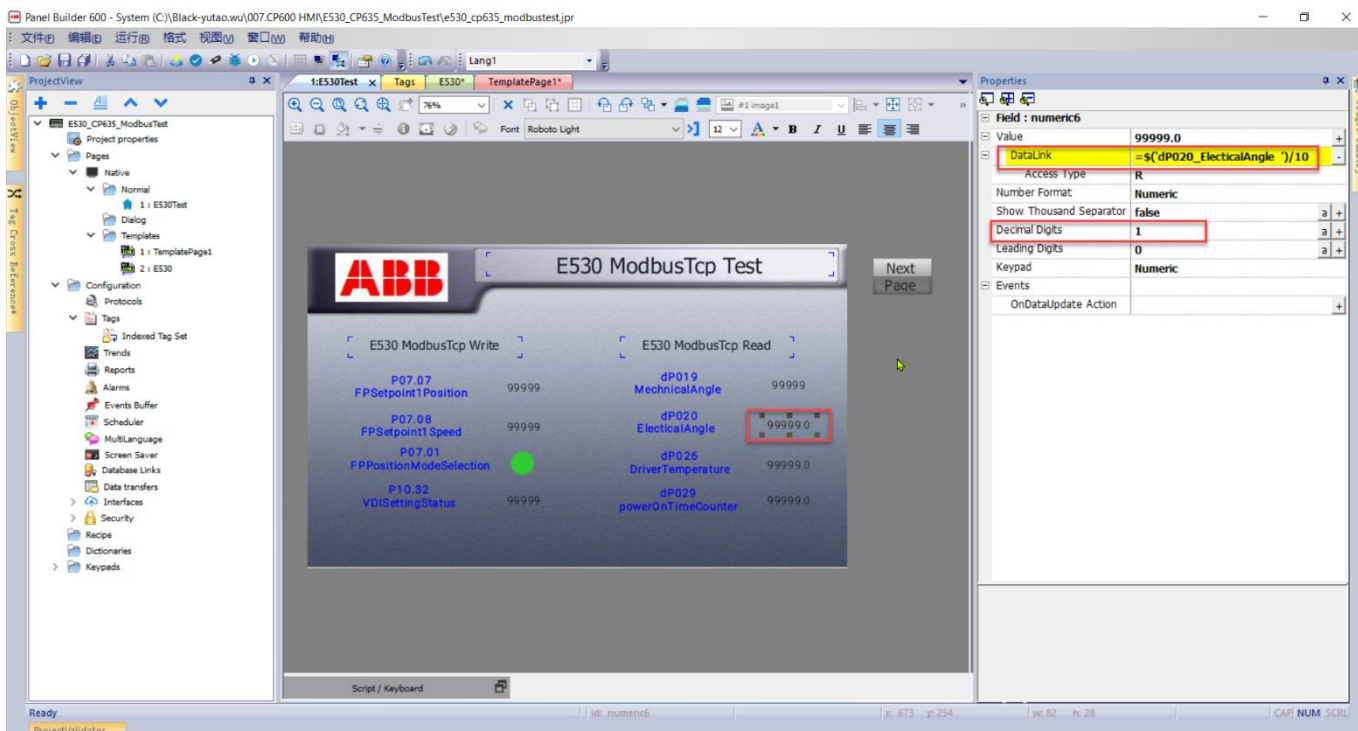 Panel Builder 600 - System (C:)\Black-yutao.wu\007.CP600 HMI\E530_CP635_ModbusTest\e530_cp635_modbustest.jpr
文件(F) 编辑(E) 运行(R) 格式 视图(V) 窗口(W) 帮助(H)
Lang1
ProjectView
E530_CP635_ModbusTest
Project properties
Pages
Native
Normal
1 : E530Test
Dialog
Templates
1 : TemplatePage1
2 : E530
Configuration
Protocols
Tags
Indexed Tag Set
Trends
Reports
Alarms
Events Buffer
Scheduler
MultiLanguage
Screen Saver
Database Links
Data transfers
Interfaces
Security
Recipe
Dictionaries
Keypads
ObjectView
Tag Cross References
1:E530Test x Tags E530* TemplatePage1*
76% #1 image1
Font Roboto Light 12 A B I U
ABB
E530 ModbusTcp Test
Next
Page
E530 ModbusTcp Write
E530 ModbusTcp Read
P07.07
FPSetpoint1Position 99999
dP019
MechnicalAngle 99999
P07.08
FPSetpoint1Speed 99999
dP020
ElecticalAngle 99999.0
P07.01
FPPositionModeSelection
dP026
DriverTemperature 99999.0
P10.32
VDISettingStatus 99999
dP029
powerOnTimeCounter 99999.0
Script / Keyboard
Properties
Field : numeric6
Value 99999.0
DataLink =$('dP020_ElecticalAngle ')/10
Access Type R
Number Format Numeric
Show Thousand Separator false
Decimal Digits 1
Leading Digits 0
Keypad Numeric
Events
OnDataUpdate Action
Ready id: numeric6 x: 673 y: 254 w: 82 h: 28 CAP NUM SCRL
ProjectValidator